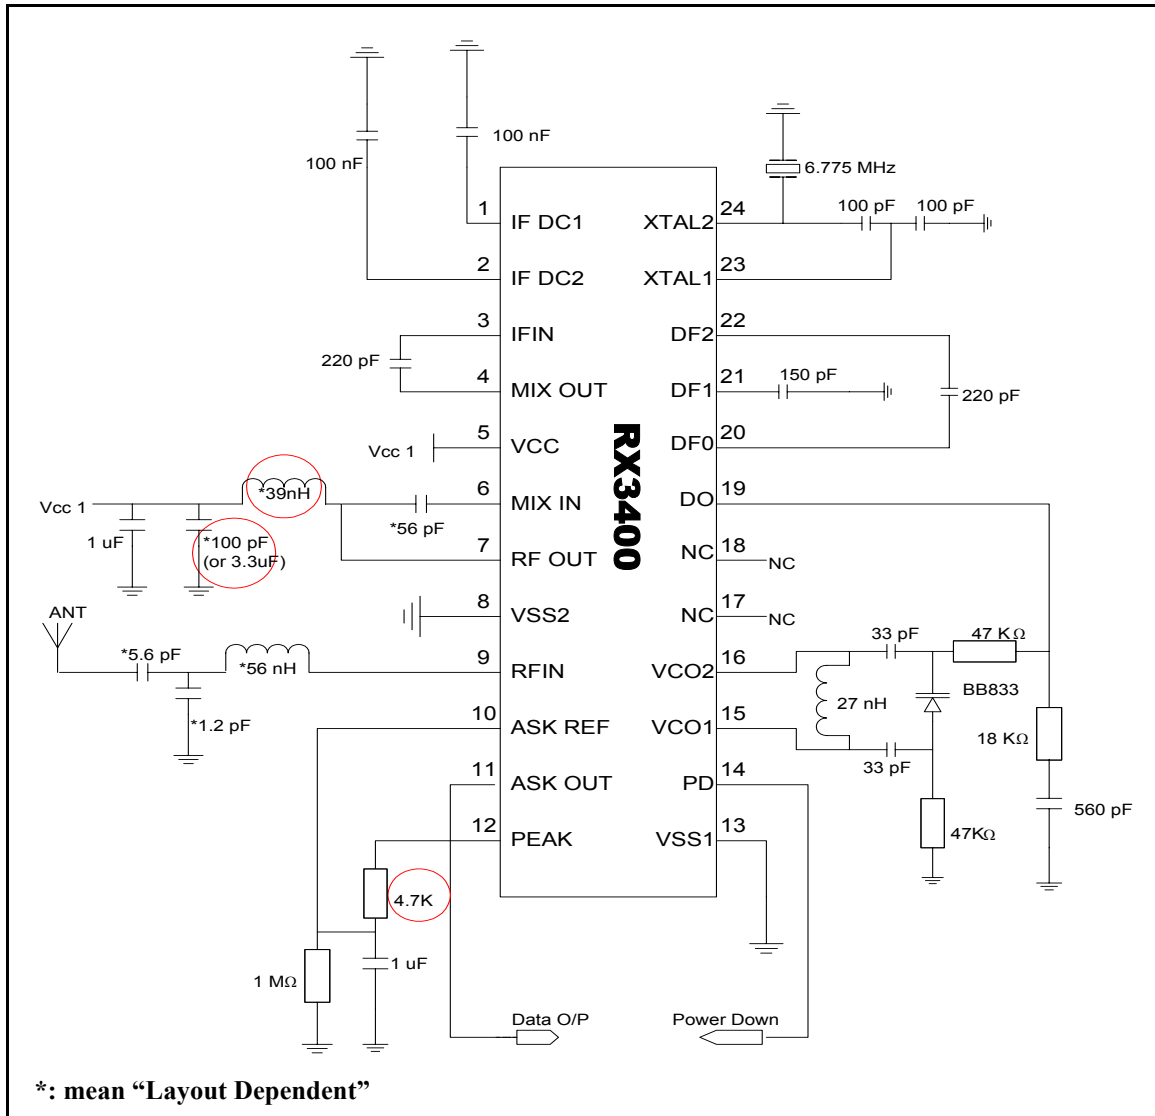 100 nF
100 nF
6.775 MHz
100 pF
100 pF
1
IF DC1
XTAL2
24
2
IF DC2
XTAL1
23
3
IFIN
DF2
22
220 pF
4
MIX OUT
DF1
21
150 pF
220 pF
Vcc 1
5
VCC
DF0
20
RX3400
Vcc 1
*39nH
6
MIX IN
DO
19
*56 pF
1 uF
*100 pF
(or 3.3uF)
7
RF OUT
NC
18
NC
ANT
8
VSS2
NC
17
NC
*5.6 pF
*56 nH
9
RFIN
VCO2
16
33 pF
47 KΩ
BB833
*1.2 pF
27 nH
10
ASK REF
VCO1
15
33 pF
18 KΩ
11
ASK OUT
PD
14
560 pF
12
PEAK
VSS1
13
47KΩ
4.7K
1 MΩ
1 uF
Data O/P
Power Down
*: mean “Layout Dependent”